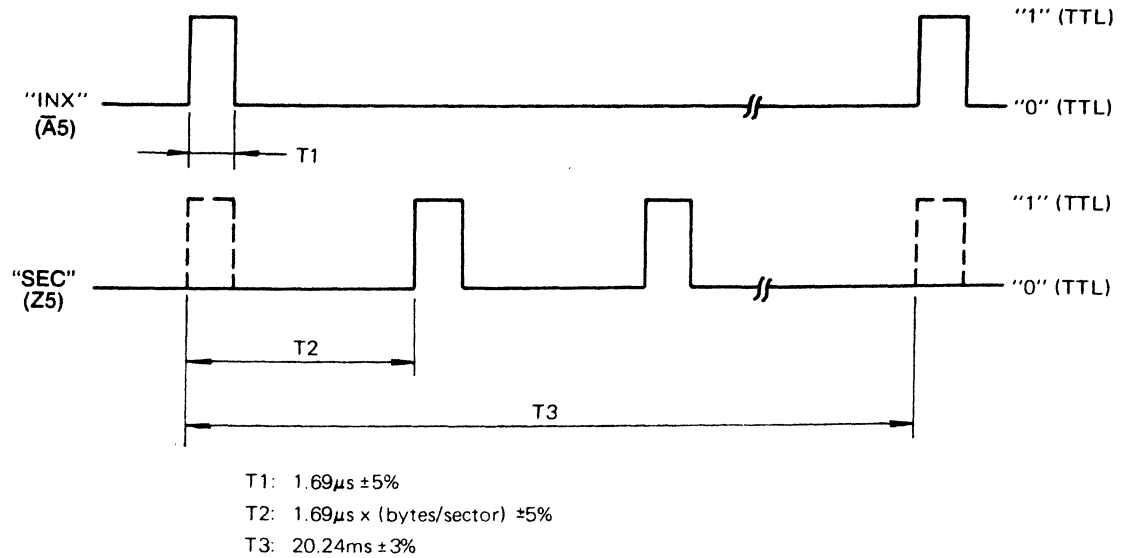 "1" (TTL)
"INX"
(A̅5)
"0" (TTL)
T1
"1" (TTL)
"SEC"
(Z5)
"0" (TTL)
T2
T3
T1: 1.69μs ±5%
T2: 1.69μs x (bytes/sector) ±5%
T3: 20.24ms ±3%